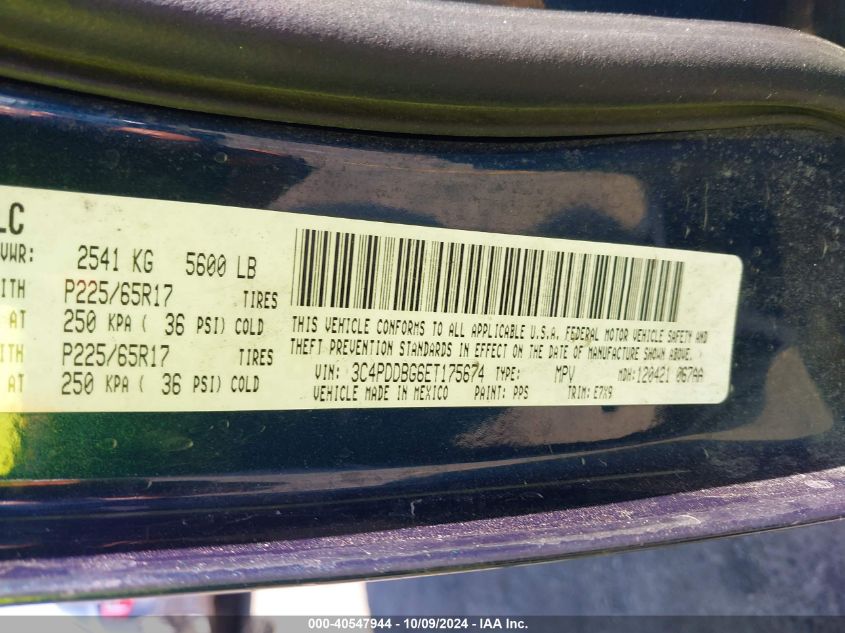 LC
VWR: 2541 KG 5600 LB
ITH P225/65R17 TIRES
AT 250 KPA ( 36 PSI) COLD
ITH P225/65R17 TIRES
AT 250 KPA ( 36 PSI) COLD
THIS VEHICLE CONFORMS TO ALL APPLICABLE U.S.A. FEDERAL MOTOR VEHICLE SAFETY AND
THEFT PREVENTION STANDARDS IN EFFECT ON THE DATE OF MANUFACTURE SHOWN ABOVE.
VIN: 3C4PDDBG6ET175674 TYPE: MPV MDH: 120421 067AA
VEHICLE MADE IN MEXICO PAINT: PPS TRIM: E7X9
000-40547944 - 10/09/2024 - IAA Inc.